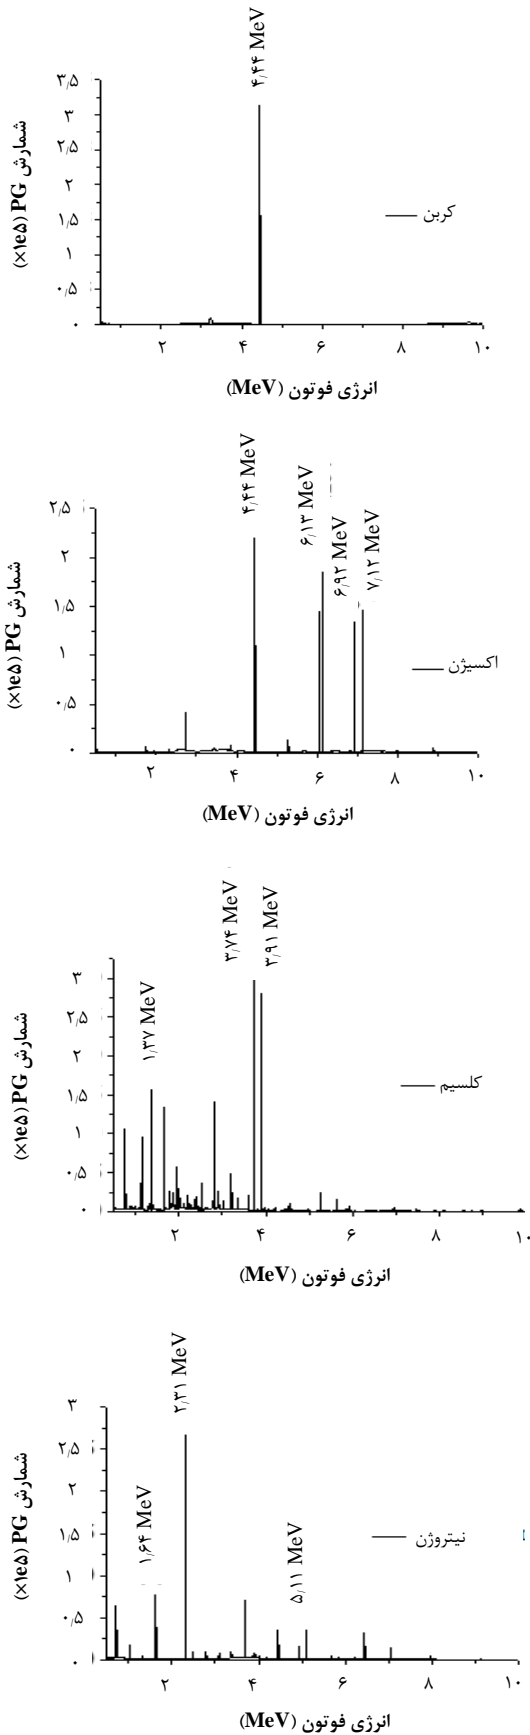 ۴٫۴۴ MeV
۳٫۵
۳
۲٫۵
۲
۱٫۵
۱
۰٫۵
۰
شمارش PG (×۱e۵)
کربن
۲ ۴ ۶ ۸ ۱۰
انرژی فوتون (MeV)
۴٫۴۴ MeV
۶٫۱۳ MeV
۶٫۹۲ MeV
۷٫۱۲ MeV
۲٫۵
۲
۱٫۵
۱
۰٫۵
۰
شمارش PG (×۱e۵)
اکسیژن
۲ ۴ ۶ ۸ ۱۰
انرژی فوتون (MeV)
۱٫۳۷ MeV
۳٫۷۴ MeV
۳٫۹۱ MeV
۳
۲٫۵
۲
۱٫۵
۱
۰٫۵
۰
شمارش PG (×۱e۵)
کلسیم
۲ ۴ ۶ ۸ ۱۰
انرژی فوتون (MeV)
۱٫۶۴ MeV
۲٫۳۱ MeV
۵٫۱۱ MeV
۳
۲٫۵
۲
۱٫۵
۱
۰٫۵
۰
شمارش PG (×۱e۵)
نیتروژن
۲ ۴ ۶ ۸ ۱۰
انرژی فوتون (MeV)